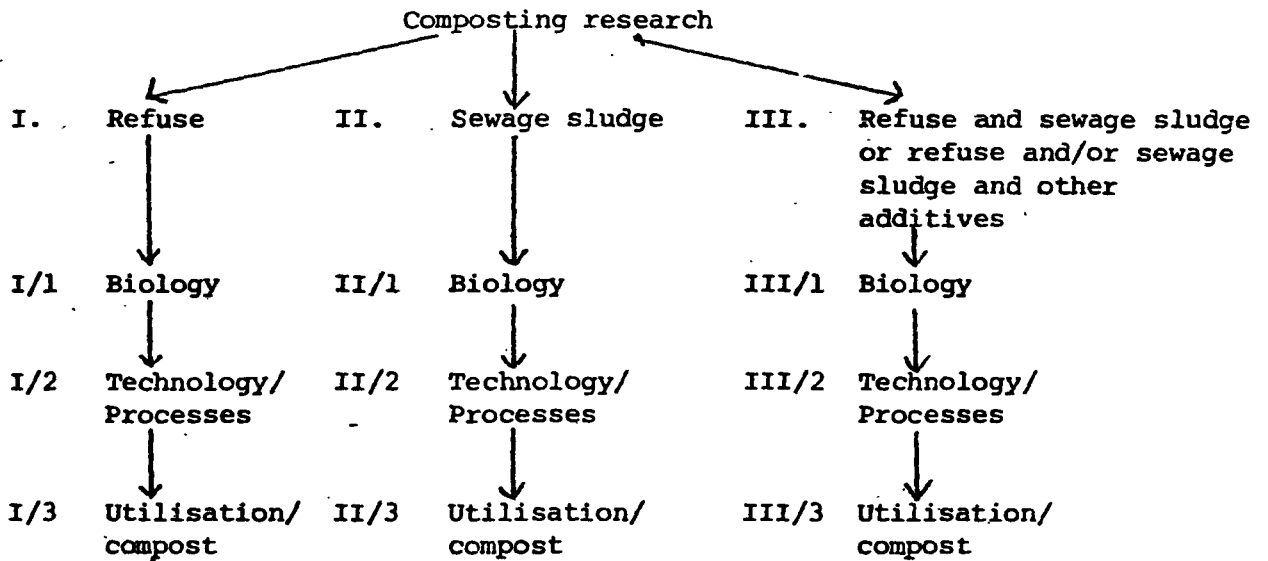 Composting research
I. Refuse II. Sewage sludge III. Refuse and sewage sludge
or refuse and/or sewage
sludge and other
additives
I/1 Biology II/1 Biology III/1 Biology
I/2 Technology/ II/2 Technology/ III/2 Technology/
Processes Processes Processes
I/3 Utilisation/ II/3 Utilisation/ III/3 Utilisation/
compost compost compost